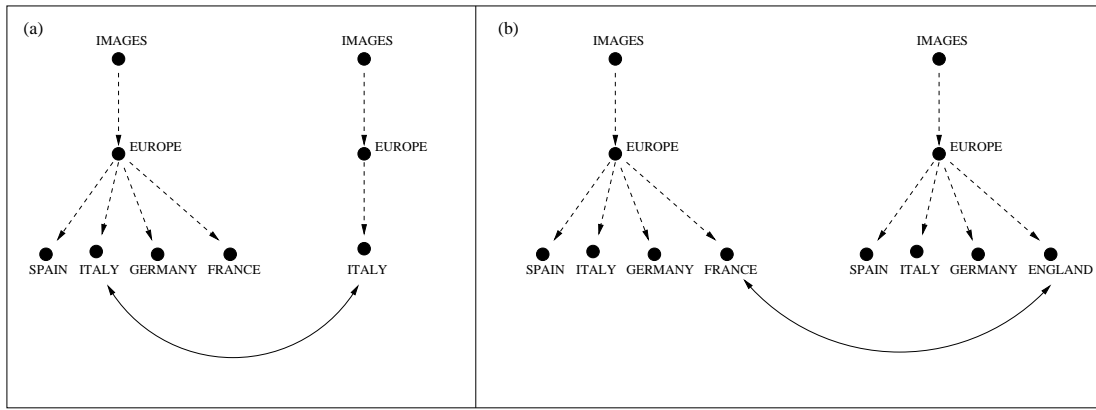 (a)
IMAGES
IMAGES
EUROPE
EUROPE
SPAIN ITALY GERMANY FRANCE
ITALY
(b)
IMAGES
IMAGES
EUROPE
EUROPE
SPAIN ITALY GERMANY FRANCE
SPAIN ITALY GERMANY ENGLAND